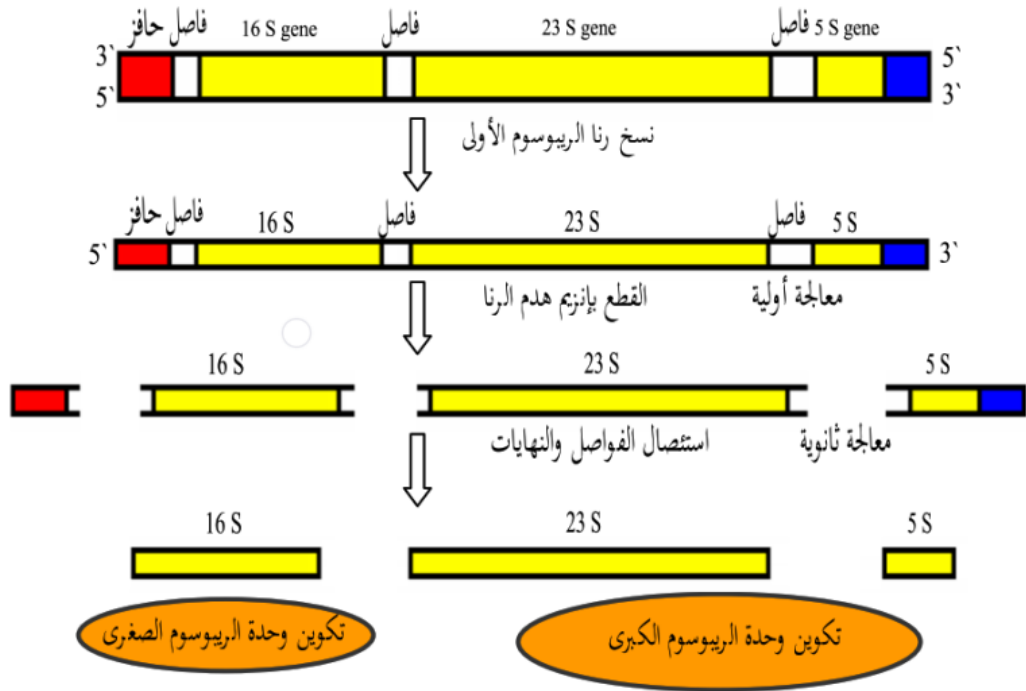 حافز فاصل 16 S gene فاصل 23 S gene فاصل 5 S gene
3` 5`
5` 3`
نسخ رنا الريبوسوم الأولى
حافز فاصل 16 S فاصل 23 S فاصل 5 S
5` 3`
القطع بإنزيم هدم الرنا معالجة أولية
16 S 23 S 5 S
استئصال الفواصل والنهايات معالجة ثانوية
16 S 23 S 5 S
تكوين وحدة الريبوسوم الصغرى تكوين وحدة الريبوسوم الكبرى